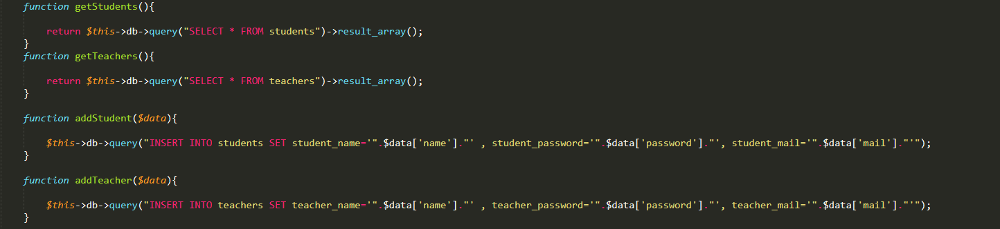 function getStudents(){
return $this->db->query("SELECT * FROM students")->result_array();
}
function getTeachers(){
return $this->db->query("SELECT * FROM teachers")->result_array();
}
function addStudent($data){
$this->db->query("INSERT INTO students SET student_name='".$data['name']."' , student_password='".$data['password']."', student_mail='".$data['mail']."'");
}
function addTeacher($data){
$this->db->query("INSERT INTO teachers SET teacher_name='".$data['name']."' , teacher_password='".$data['password']."', teacher_mail='".$data['mail']."'");
}